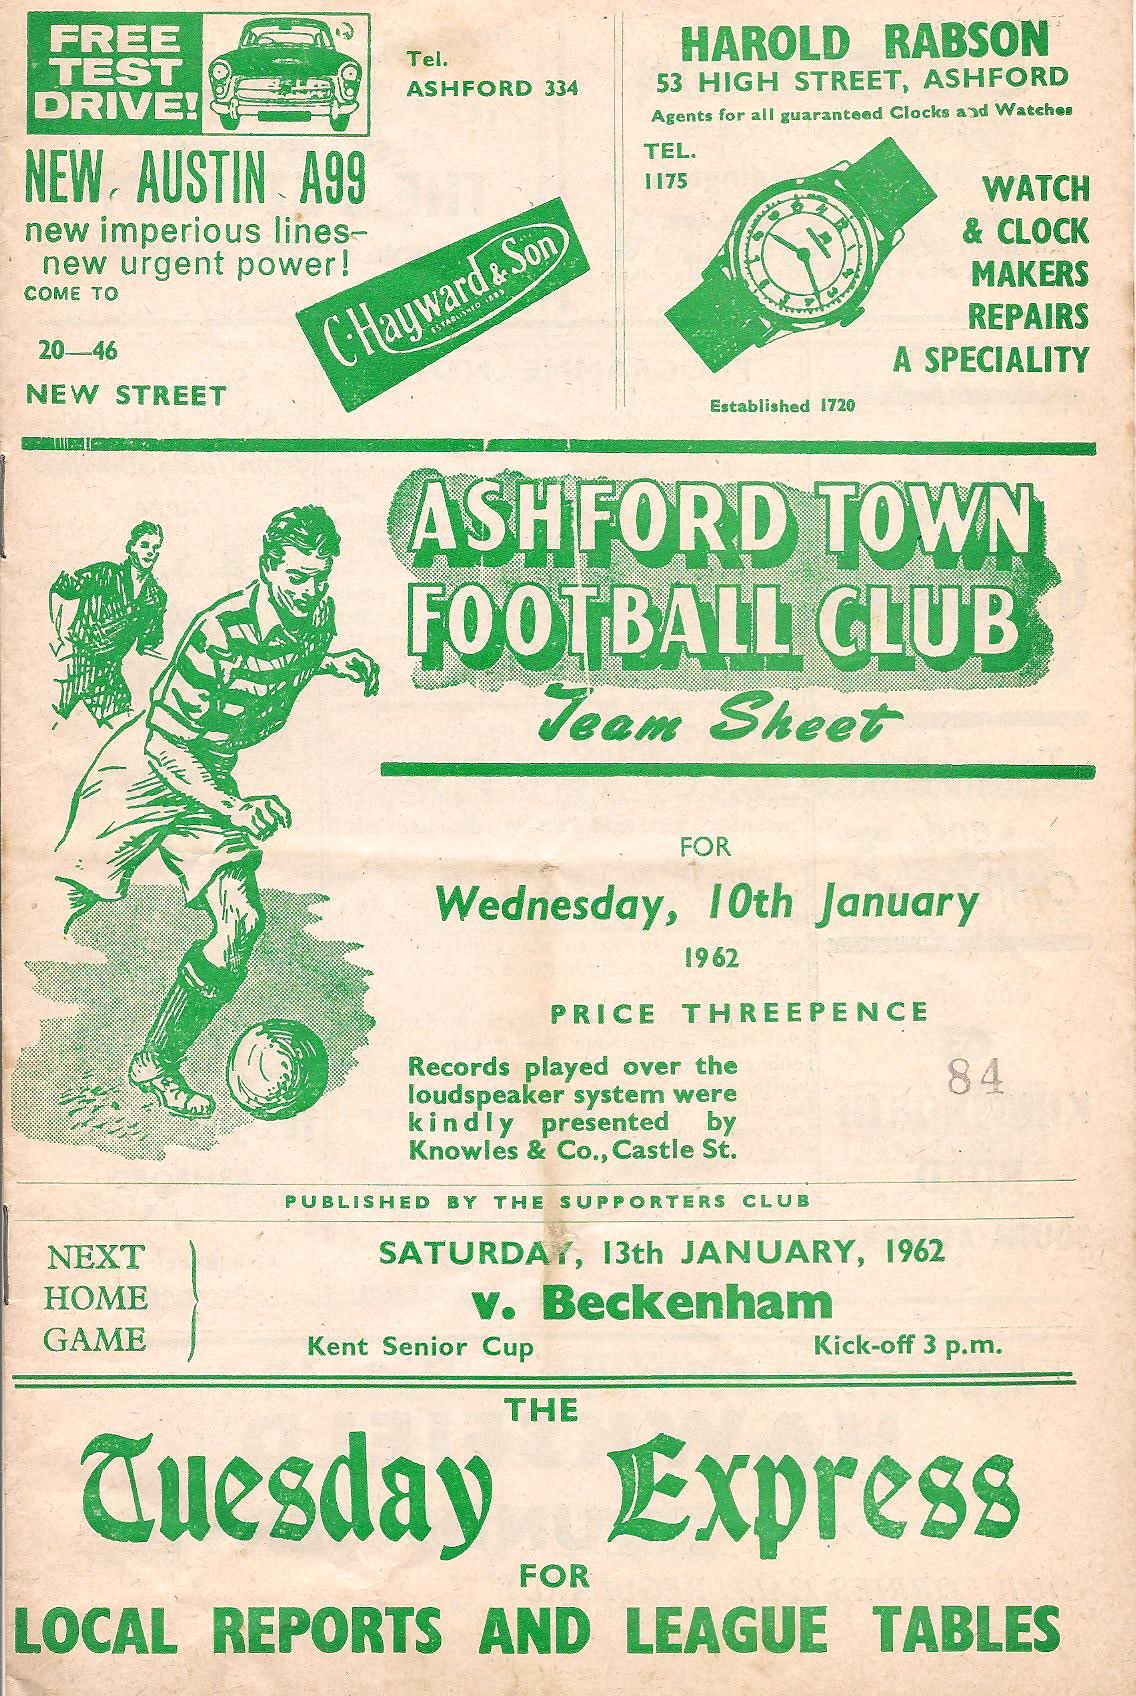 FREE
TEST
DRIVE!
NEW AUSTIN A99
new imperious lines–
new urgent power!
COME TO
20—46
NEW STREET
Tel.
ASHFORD 334
C. Hayward & Son
ESTABLISHED
HAROLD RABSON
53 HIGH STREET, ASHFORD
Agents for all guaranteed Clocks and Watches
TEL.
1175
WATCH
& CLOCK
MAKERS
REPAIRS
A SPECIALITY
Established 1720
ASHFORD TOWN
FOOTBALL CLUB
Team Sheet
FOR
Wednesday, 10th January
1962
PRICE THREEPENCE
Records played over the
loudspeaker system were
kindly presented by
Knowles & Co., Castle St.
84
PUBLISHED BY THE SUPPORTERS CLUB
NEXT
HOME
GAME
SATURDAY, 13th JANUARY, 1962
v. Beckenham
Kent Senior Cup
Kick-off 3 p.m.
THE
Tuesday Express
FOR
LOCAL REPORTS AND LEAGUE TABLES